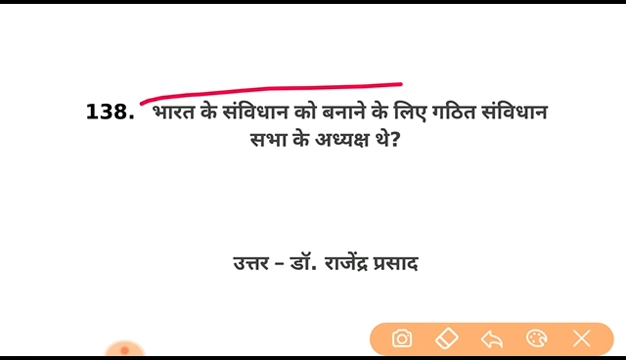 138. भारत के संविधान को बनाने के लिए गठित संविधान
सभा के अध्यक्ष थे?
उत्तर – डॉ. राजेंद्र प्रसाद